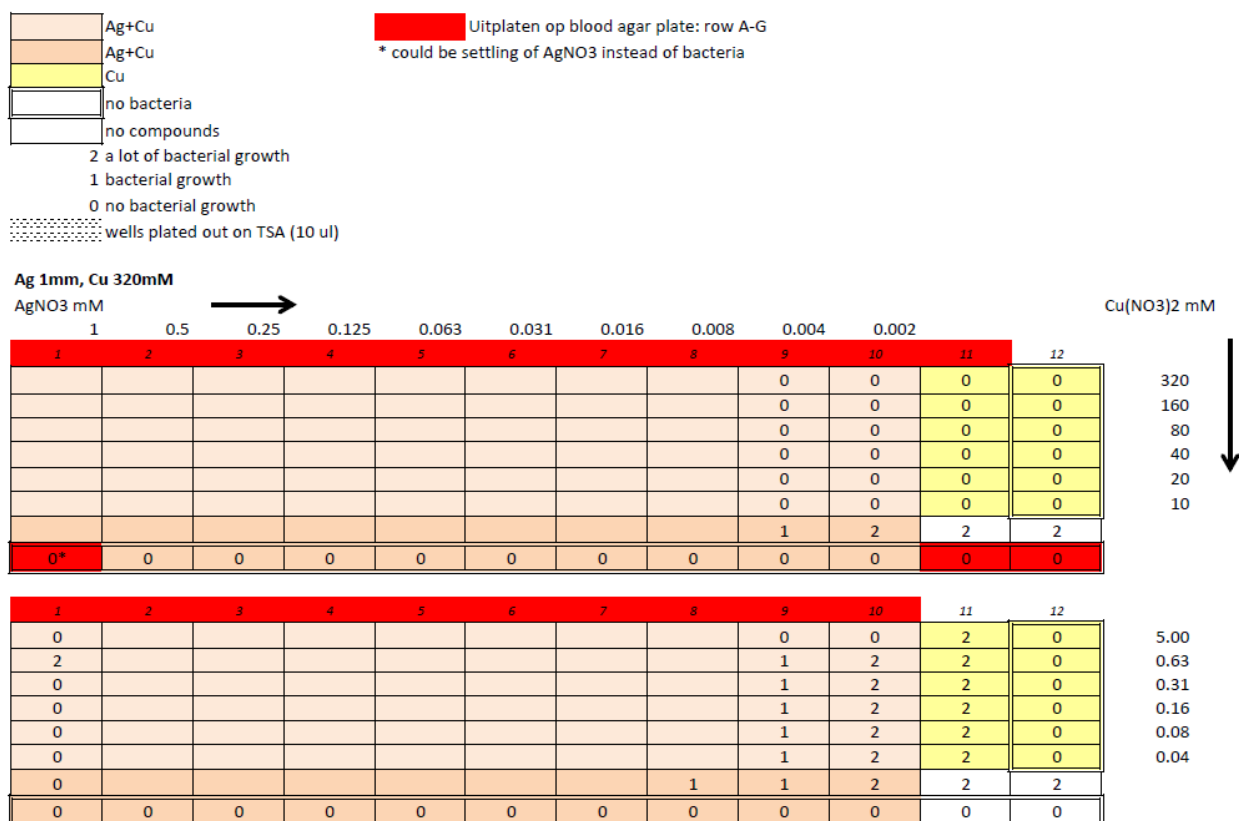 Ag+Cu Uitplaten op blood agar plate: row A-G
Ag+Cu * could be settling of AgNO3 instead of bacteria
Cu
no bacteria
no compounds
2 a lot of bacterial growth
1 bacterial growth
0 no bacterial growth
wells plated out on TSA (10 ul)
Ag 1mm, Cu 320mM
AgNO3 mM Cu(NO3)2 mM
1 0.5 0.25 0.125 0.063 0.031 0.016 0.008 0.004 0.002
1 2 3 4 5 6 7 8 9 10 11 12
0 0 0 0 320
0 0 0 0 160
0 0 0 0 80
0 0 0 0 40
0 0 0 0 20
0 0 0 0 10
1 2 2 2
0* 0 0 0 0 0 0 0 0 0 0 0
1 2 3 4 5 6 7 8 9 10 11 12
0 0 0 2 0 5.00
2 1 2 2 0 0.63
0 1 2 2 0 0.31
0 1 2 2 0 0.16
0 1 2 2 0 0.08
0 1 2 2 0 0.04
0 1 1 2 2 2
0 0 0 0 0 0 0 0 0 0 0 0